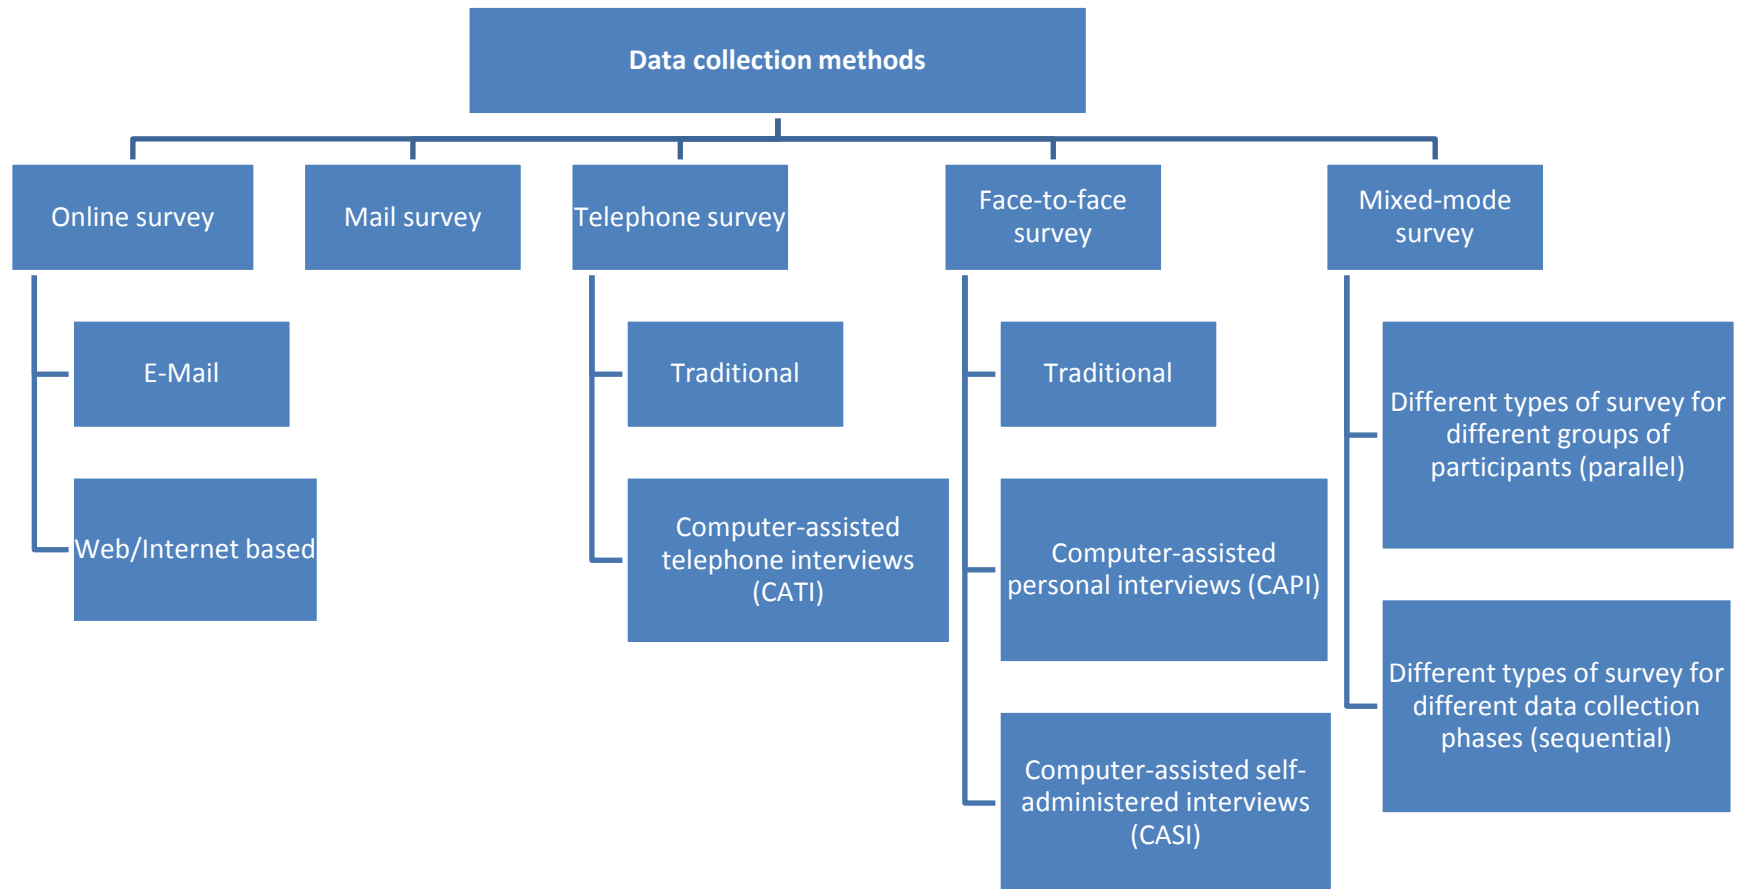 Data collection methods
Online survey
Mail survey
Telephone survey
Face-to-face
survey
Mixed-mode
survey
E-Mail
Web/Internet based
Traditional
Computer-assisted
telephone interviews
(CATI)
Traditional
Computer-assisted
personal interviews (CAPI)
Computer-assisted self-
administered interviews
(CASI)
Different types of survey for
different groups of
participants (parallel)
Different types of survey for
different data collection
phases (sequential)